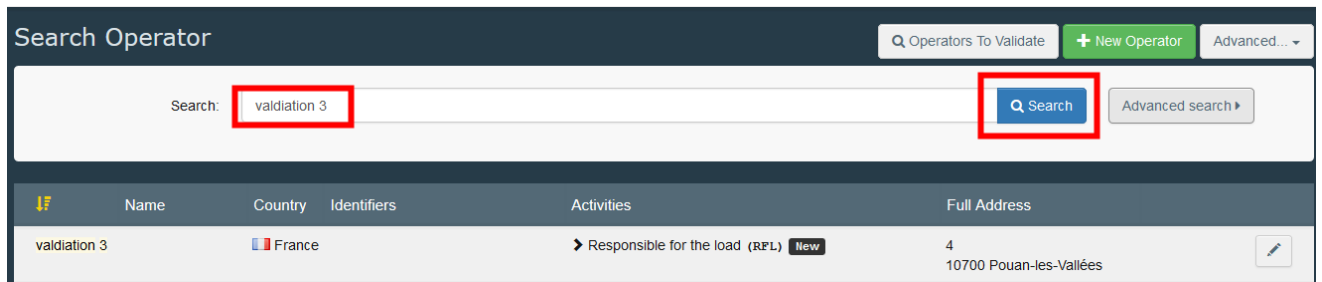 Search Operator
Operators To Validate
New Operator
Advanced...
Search:
valdiation 3
Search
Advanced search
Name Country Identifiers Activities Full Address
valdiation 3 France Responsible for the load (RFL) New 4
10700 Pouan-les-Vallées